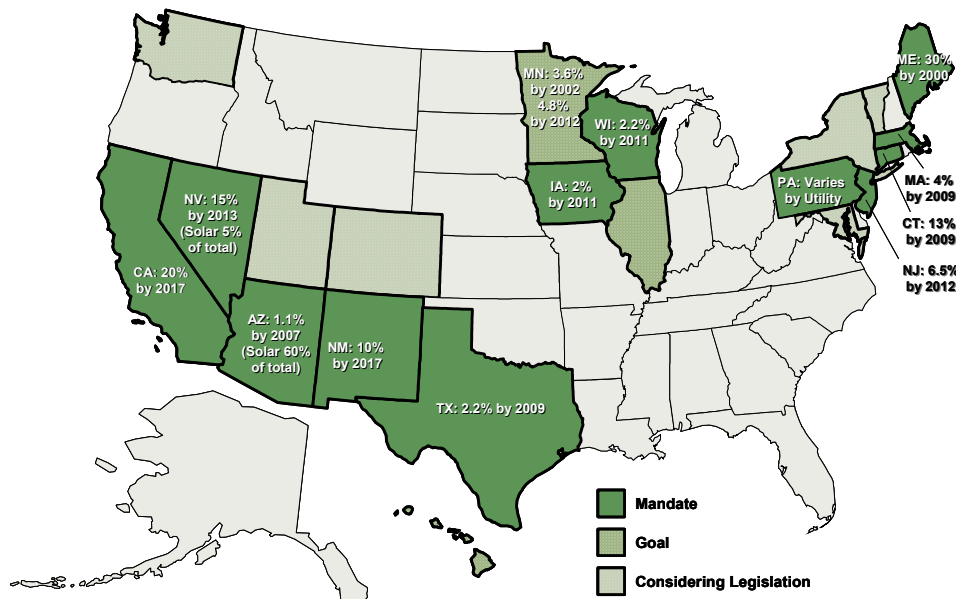 MN: 3.6%
by 2002
4.8%
by 2012
ME: 30%
by 2000
WI: 2.2%
by 2011
IA: 2%
by 2011
PA: Varies
by Utility
MA: 4%
by 2009
CT: 13%
by 2009
NJ: 6.5%
by 2012
NV: 15%
by 2013
(Solar 5%
of total)
CA: 20%
by 2017
AZ: 1.1%
by 2007
(Solar 60%
of total)
NM: 10%
by 2017
TX: 2.2% by 2009
Mandate
Goal
Considering Legislation